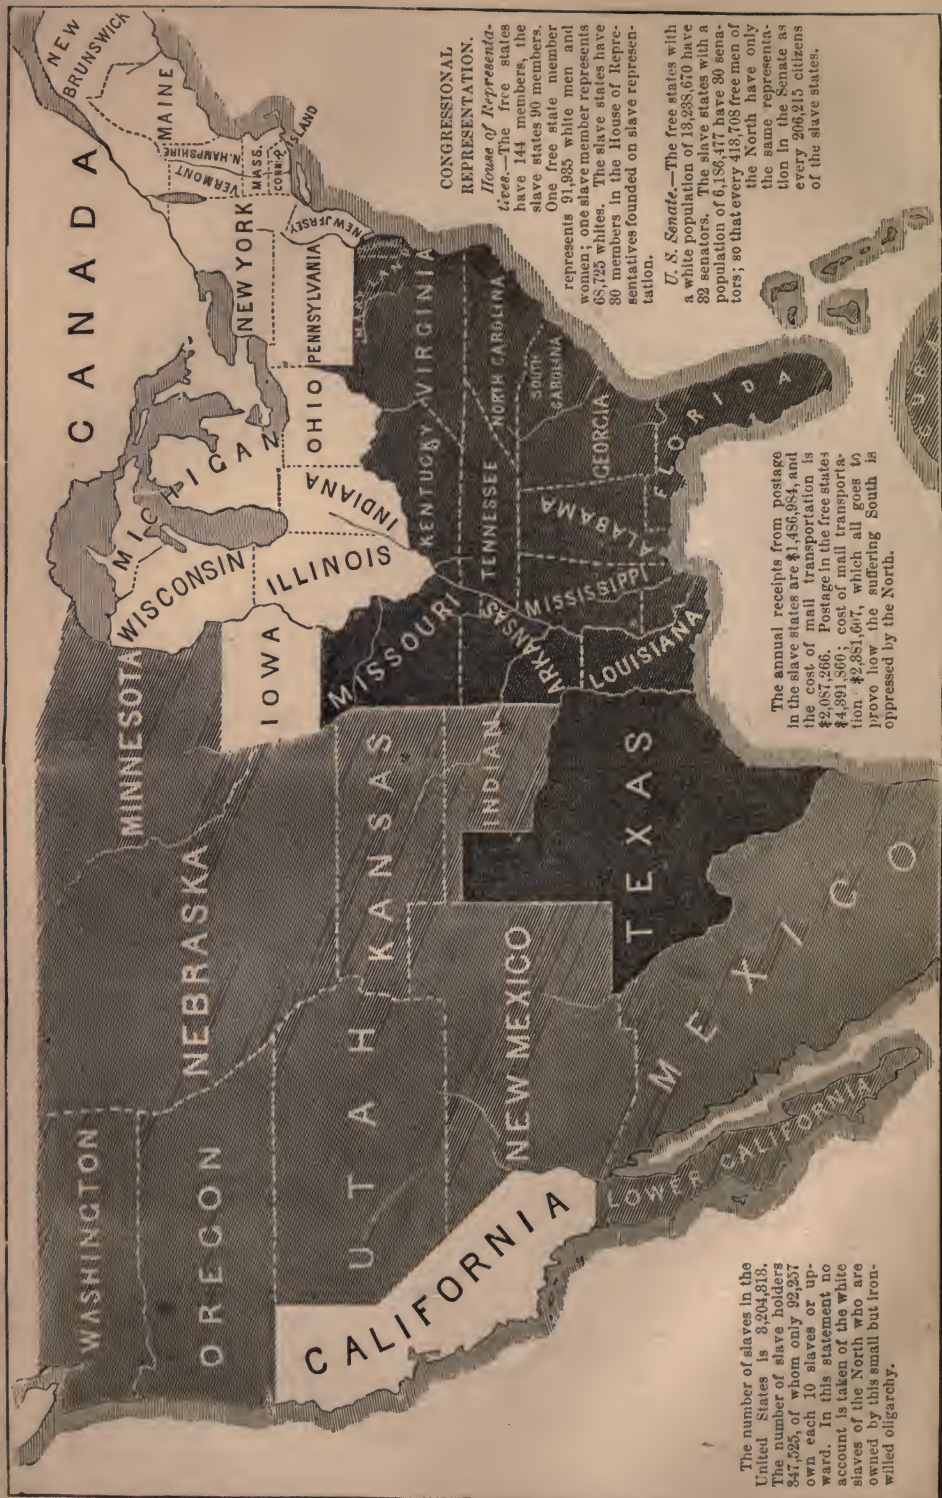 CANADA
NEW
BRUNSWICK
MAINE
N. HAMPSHIRE
VERMONT
MASS.
CONN.
R. ISLAND
NEW YORK
NEW JERSEY
PENNSYLVANIA
MICHIGAN
WISCONSIN
OHIO
INDIANA
ILLINOIS
IOWA
MINNESOTA
NEBRASKA
WASHINGTON
OREGON
UTAH
KANSAS
MISSOURI
KENTUCKY
VIRGINIA
MARYLAND
TENNESSEE
NORTH CAROLINA
SOUTH
CAROLINA
GEORGIA
ALABAMA
MISSISSIPPI
ARKANSAS
LOUISIANA
FLORIDA
INDIAN
TEXAS
NEW MEXICO
CALIFORNIA
LOWER CALIFORNIA
MEXICO
CUBA
CONGRESSIONAL
REPRESENTATION.
House of Representa-
tives.—The free states
have 144 members, the
slave states 90 members.
One free state member
represents 91,935 white men and
women; one slave member represents
68,725 whites. The slave states have
30 members in the House of Repre-
sentatives founded on slave represen-
tation.
U. S. Senate.—The free states with
a white population of 13,238,670 have
32 senators. The slave states with a
population of 6,186,477 have 30 sena-
tors; so that every 413,708 free men of
the North have only
the same representa-
tion in the Senate as
every 206,215 citizens
of the slave states.
The annual receipts from postage
in the slave states are $1,486,984, and
the cost of mail transportation is
$2,087,266. Postage in the free states
$4,391,860; cost of mail transporta-
tion $2,381,607, which all goes to
prove how the suffering South is
oppressed by the North.
The number of slaves in the
United States is 3,204,313.
The number of slave holders
347,525, of whom only 92,257
own each 10 slaves or up-
ward. In this statement no
account is taken of the white
slaves of the North who are
owned by this small but iron-
willed oligarchy.